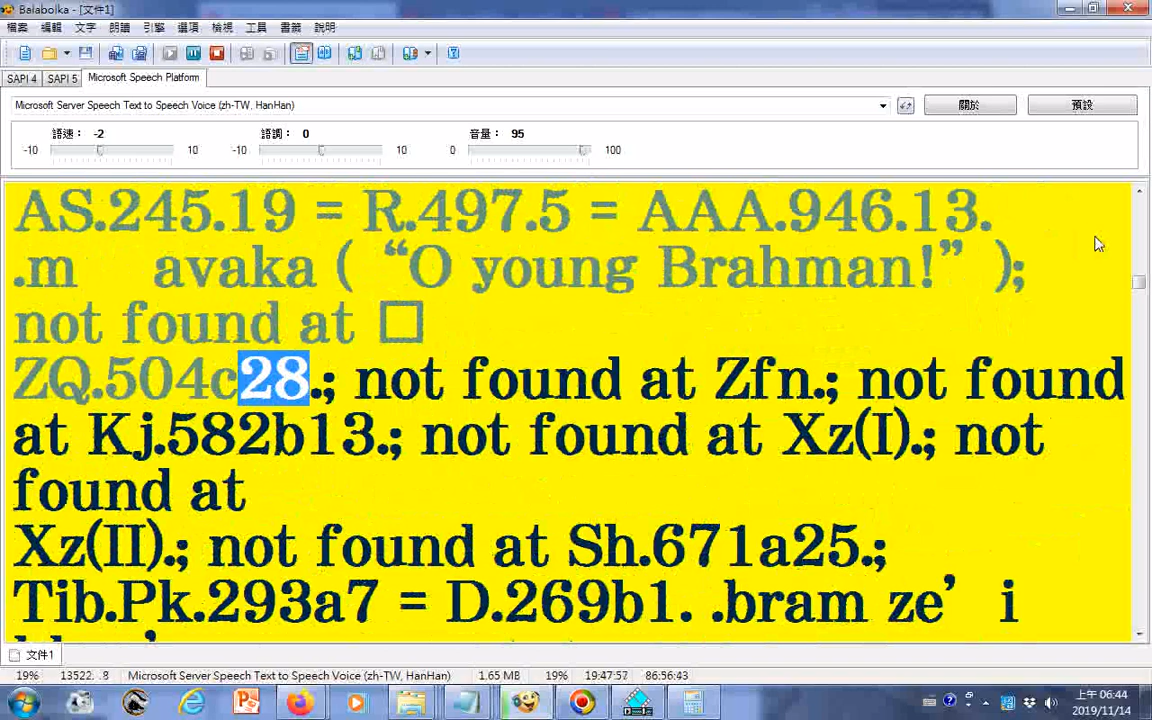 Balabolka - [文件1]
檔案 編輯 文字 朗讀 引擎 選項 檢視 工具 書籤 說明
SAPI 4 SAPI 5 Microsoft Speech Platform
Microsoft Server Speech Text to Speech Voice (zh-TW, HanHan) 關於 預設
語速： -2 語調： 0 音量： 95
-10 10 -10 10 0 100
AS.245.19 = R.497.5 = AAA.946.13.
.m avaka ( “O young Brahman!” );
not found at □
ZQ.504c28.; not found at Zfn.; not found
at Kj.582b13.; not found at Xz(I).; not
found at
Xz(II).; not found at Sh.671a25.;
Tib.Pk.293a7 = D.269b1. .bram ze’ i
文件1
19% 13522. 8 Microsoft Server Speech Text to Speech Voice (zh-TW, HanHan) 1.65 MB 19% 19:47:57 86:56:43
上午 06:44
2019/11/14